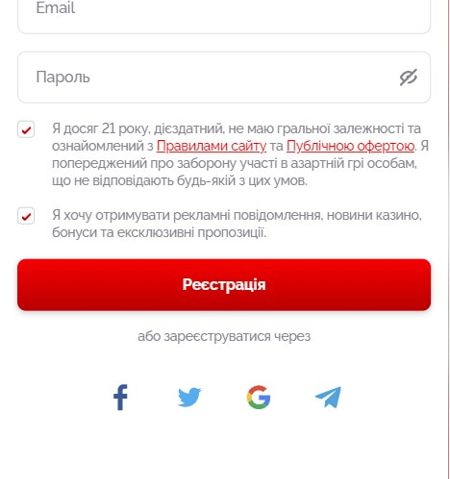 Email
Пароль
Я досяг 21 року, дієздатний, не маю гральної залежності та
ознайомлений з Правилами сайту та Публічною офертою. Я
попереджений про заборону участі в азартній грі особам,
що не відповідають будь-якій з цих умов.
Я хочу отримувати рекламні повідомлення, новини казино,
бонуси та ексклюзивні пропозиції.
Реєстрація
або зареєструватися через